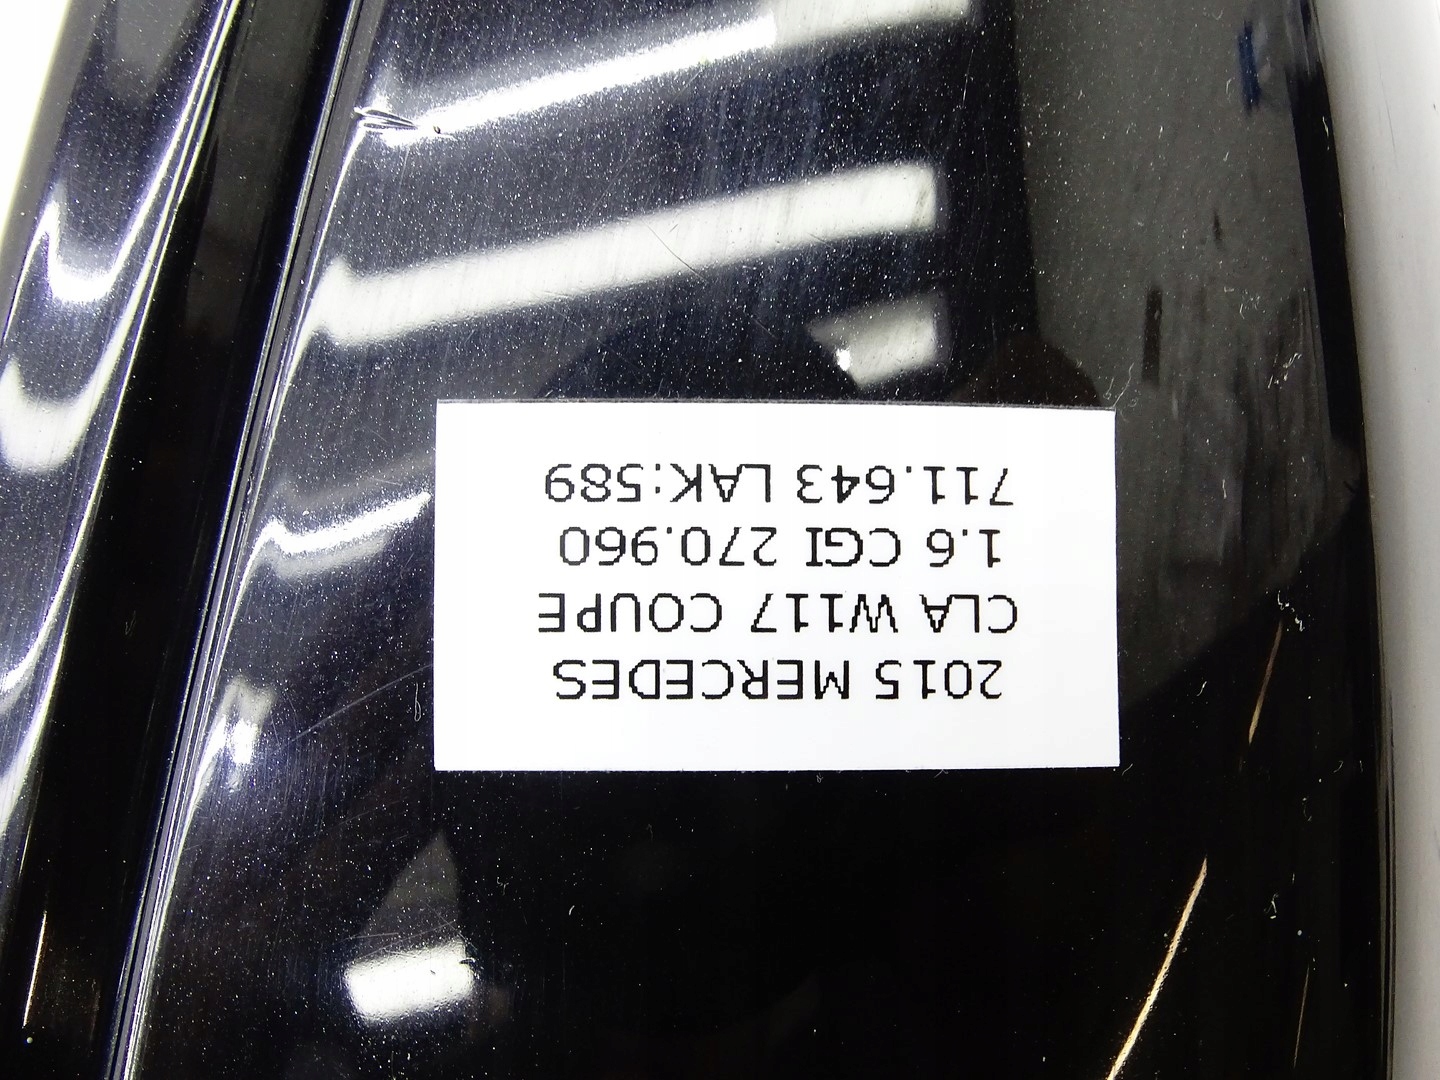 2015 MERCEDES
CLA W117 COUPE
1.6 CGI 270.960
711.643 LAK:589